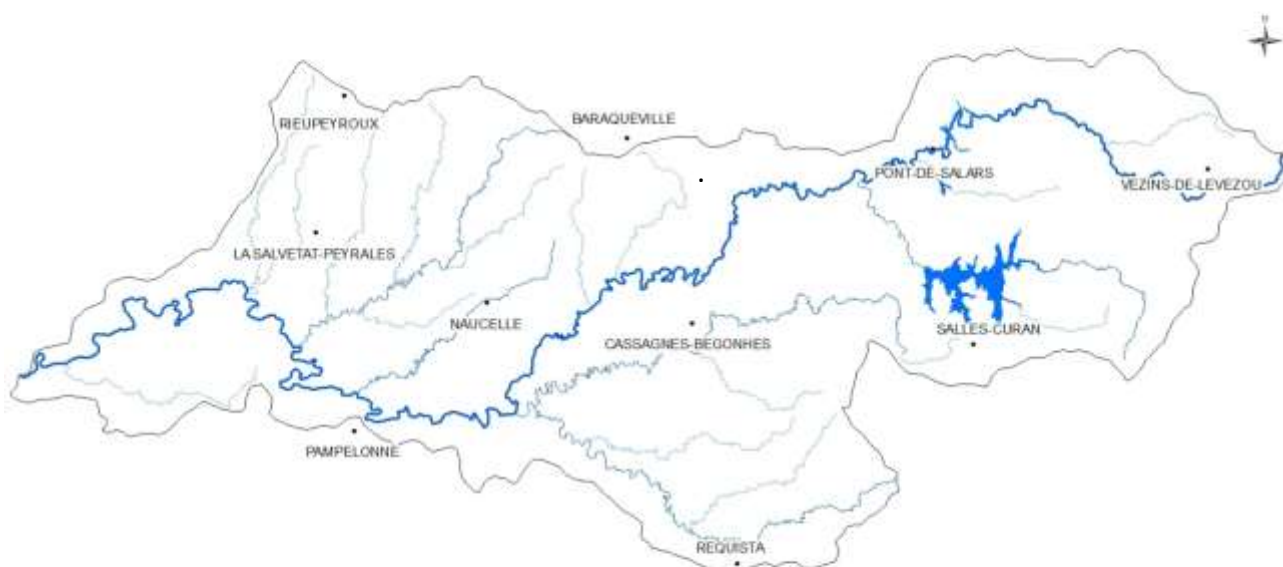 N
RIEUPEYROUX
BARAQUEVILLE
PONT-DE-SALARS
VEZINS-DE-LEVEZOU
LA SALVETAT-PEYRALES
NAUCELLE
CASSAGNES-BEGONHES
SALLES-CURAN
PAMPELONNE
REQUISTA